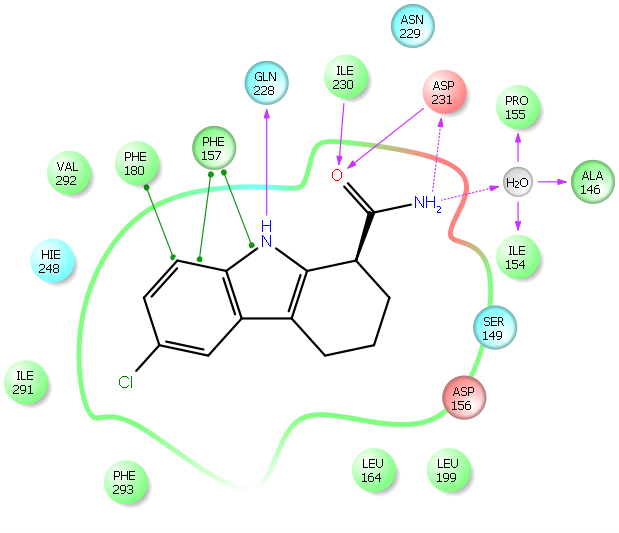 ASN
229
GLN
228
ILE
230
ASP
231
PRO
155
PHE
157
PHE
180
VAL
292
O
NH2
H2O
ALA
146
H
N
HIE
248
ILE
154
SER
149
Cl
ILE
291
ASP
156
PHE
293
LEU
164
LEU
199